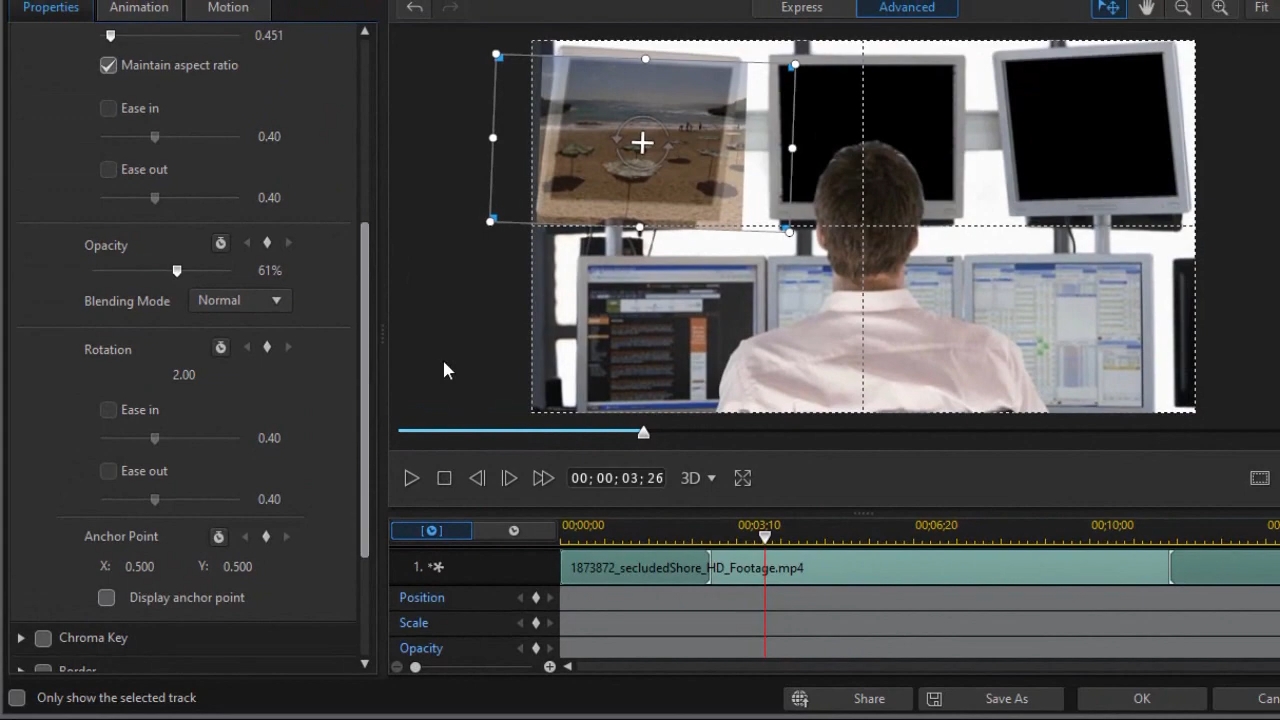 Properties
Animation
Motion
Express
Advanced
Fit
0.451
Maintain aspect ratio
Ease in
0.40
Ease out
0.40
Opacity
61%
Blending Mode
Normal
Rotation
2.00
Ease in
0.40
Ease out
0.40
Anchor Point
X:
0.500
Y:
0.500
Display anchor point
Chroma Key
Border
Only show the selected track
00;00;03;26
3D
00;00;00
00;03;10
00;06;20
00;10;00
1.
1873872_secludedShore_HD_Footage.mp4
Position
Scale
Opacity
Share
Save As
OK